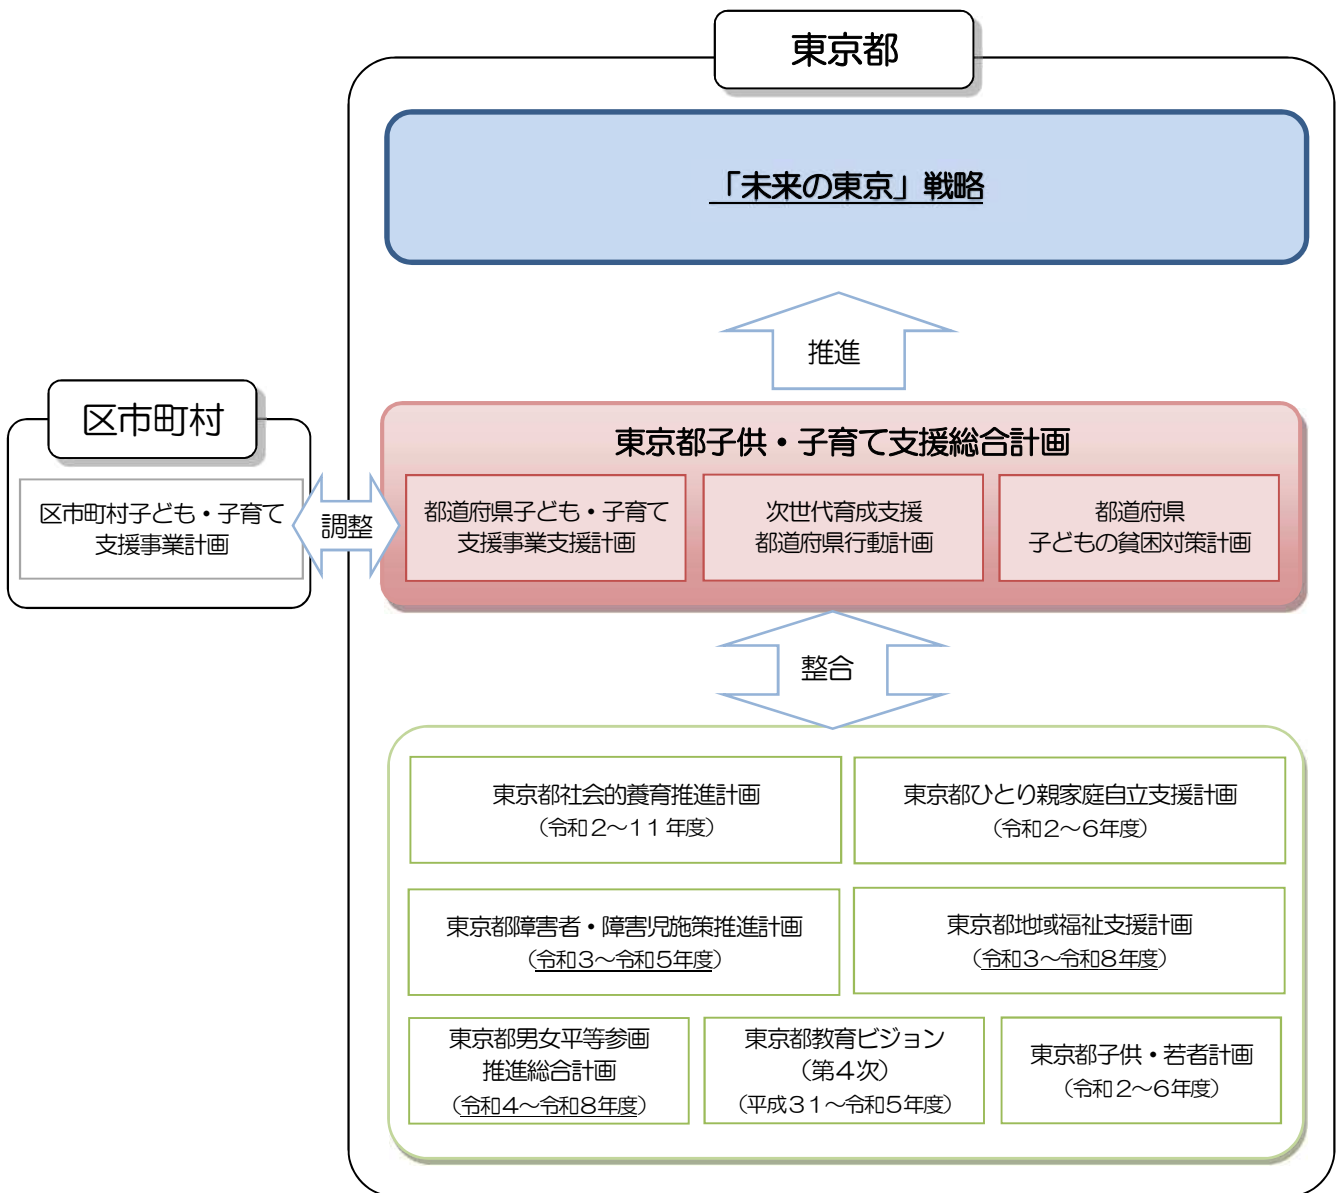 東京都
「未来の東京」戦略
推進
区市町村
区市町村子ども・子育て
支援事業計画
調整
東京都子供・子育て支援総合計画
都道府県子ども・子育て
支援事業支援計画
次世代育成支援
都道府県行動計画
都道府県
子どもの貧困対策計画
整合
東京都社会的養育推進計画
（令和２～１１年度）
東京都ひとり親家庭自立支援計画
（令和２～６年度）
東京都障害者・障害児施策推進計画
（令和３～令和５年度）
東京都地域福祉支援計画
（令和３～令和８年度）
東京都男女平等参画
推進総合計画
（令和４～令和８年度）
東京都教育ビジョン
（第４次）
（平成３１～令和５年度）
東京都子供・若者計画
（令和２～６年度）